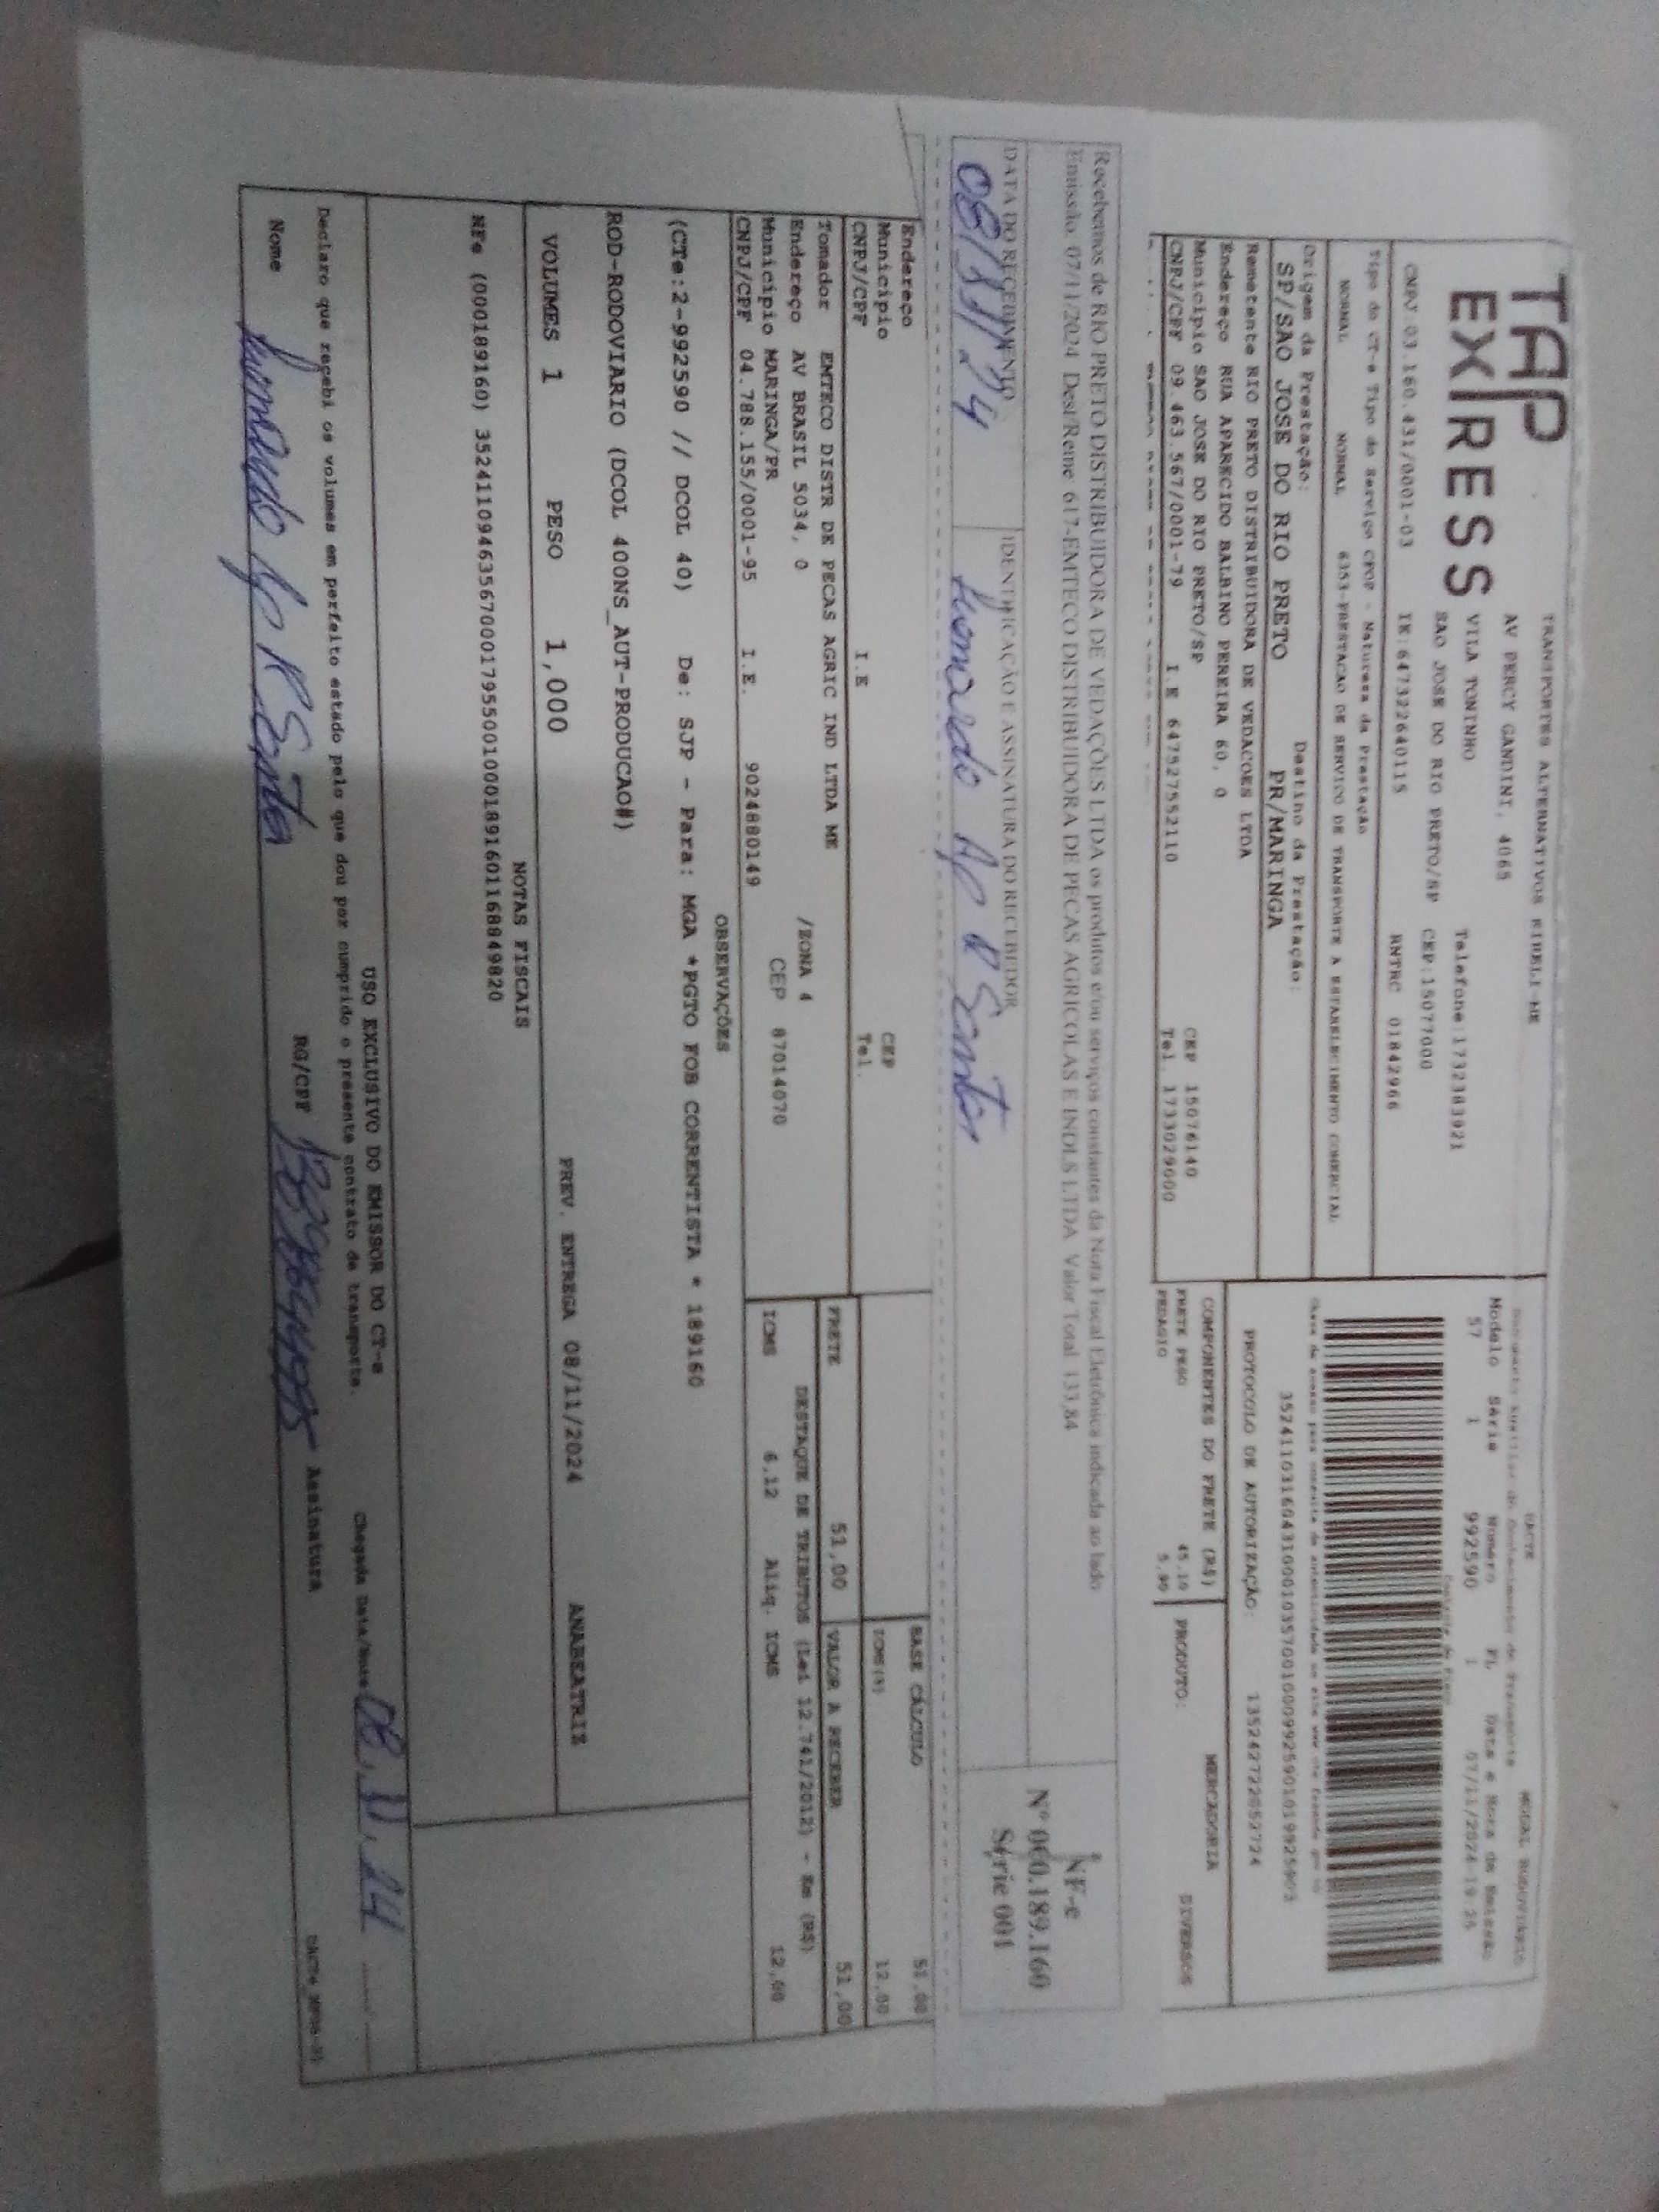 TAP
EXPRESS
TRANSPORTES ALTERNATIVOS RIBELI-ME
AV PERCY GANDINI, 4065
VILA TONINHO Telefone:1732383921
SAO JOSE DO RIO PRETO/SP CEP:15077000
CNPJ 03.160.431/0001-03 IE:647322640115 RNTRC 01842966
Tipo do CT-e Tipo do Serviço CFOP - Natureza da Prestação
NORMAL NORMAL 6353-PRESTACAO DE SERVICO DE TRANSPORTE A ESTABELECIMENTO COMERCIAL
Origem da Prestação: Destino da Prestação:
SP/SAO JOSE DO RIO PRETO PR/MARINGA
Remetente RIO PRETO DISTRIBUIDORA DE VEDACOES LTDA
Endereço RUA APARECIDO BALBINO PEREIRA 60, 0
Município SAO JOSE DO RIO PRETO/SP CEP 15076140
CNPJ/CPF 09.463.567/0001-79 I.E 647527552110 Tel. 1733029000
DACTE MODAL RODOVIARIO
Documento Auxiliar de Conhecimento de Transporte
Modelo Série Número FL Data e Hora de Emissão
57 1 992590 1 07/11/2024-19:26
PROTOCOLO DE AUTORIZAÇÃO:
COMPONENTES DO FRETE (R$) MERCADORIA
FRETE PESO 45,10 PRODUTO: DIVERSOS
PEDAGIO 5,90
Recebemos de RIO PRETO DISTRIBUIDORA DE VEDAÇÕES LTDA os produtos e/ou serviços constantes da Nota Fiscal Eletrônica indicada ao lado
Emissão: 07/11/2024 Dest/Reme 617-EMTECO DISTRIBUIDORA DE PECAS AGRICOLAS E INDLS LTDA Valor Total 133,84
NF-e
Nº 000.189.160
Série 001
DATA DO RECEBIMENTO IDENTIFICAÇÃO E ASSINATURA DO RECEBEDOR
08/11/24
Endereço
Município CEP
CNPJ/CPF I.E Tel.
BASE CÁLCULO 51,00
ICMS(%) 12,00
Tomador EMTECO DISTR DE PECAS AGRIC IND LTDA ME
Endereço AV BRASIL 5034, 0 /ZONA 4
Município MARINGA/PR CEP 87014070
CNPJ/CPF 04.788.155/0001-95 I.E. 9024880149
FRETE 51,00 VALOR A RECEBER 51,00
DESTAQUE DE TRIBUTOS (Lei 12.741/2012) - Em (R$)
ICMS 6,12 Aliq. ICMS 12,00
OBSERVAÇÕES
(CTe:2-992590 // DCOL 40) De: SJP - Para: MGA *PGTO FOB CORRENTISTA * 189160
ROD-RODOVIARIO (DCOL 40ONS_AUT-PRODUCAO#)
VOLUMES 1 PESO 1,000 PREV. ENTREGA 08/11/2024 ANABEATRIZ
NOTAS FISCAIS
NFe (000189160) 35241109463567000179550010001891601168849820
USO EXCLUSIVO DO EMISSOR DO CT-e
Declaro que recebi os volumes em perfeito estado pelo que dou por cumprido o presente contrato de transporte.
Chegada Data/Hora 08.11.24
Nome RG/CPF Assinatura